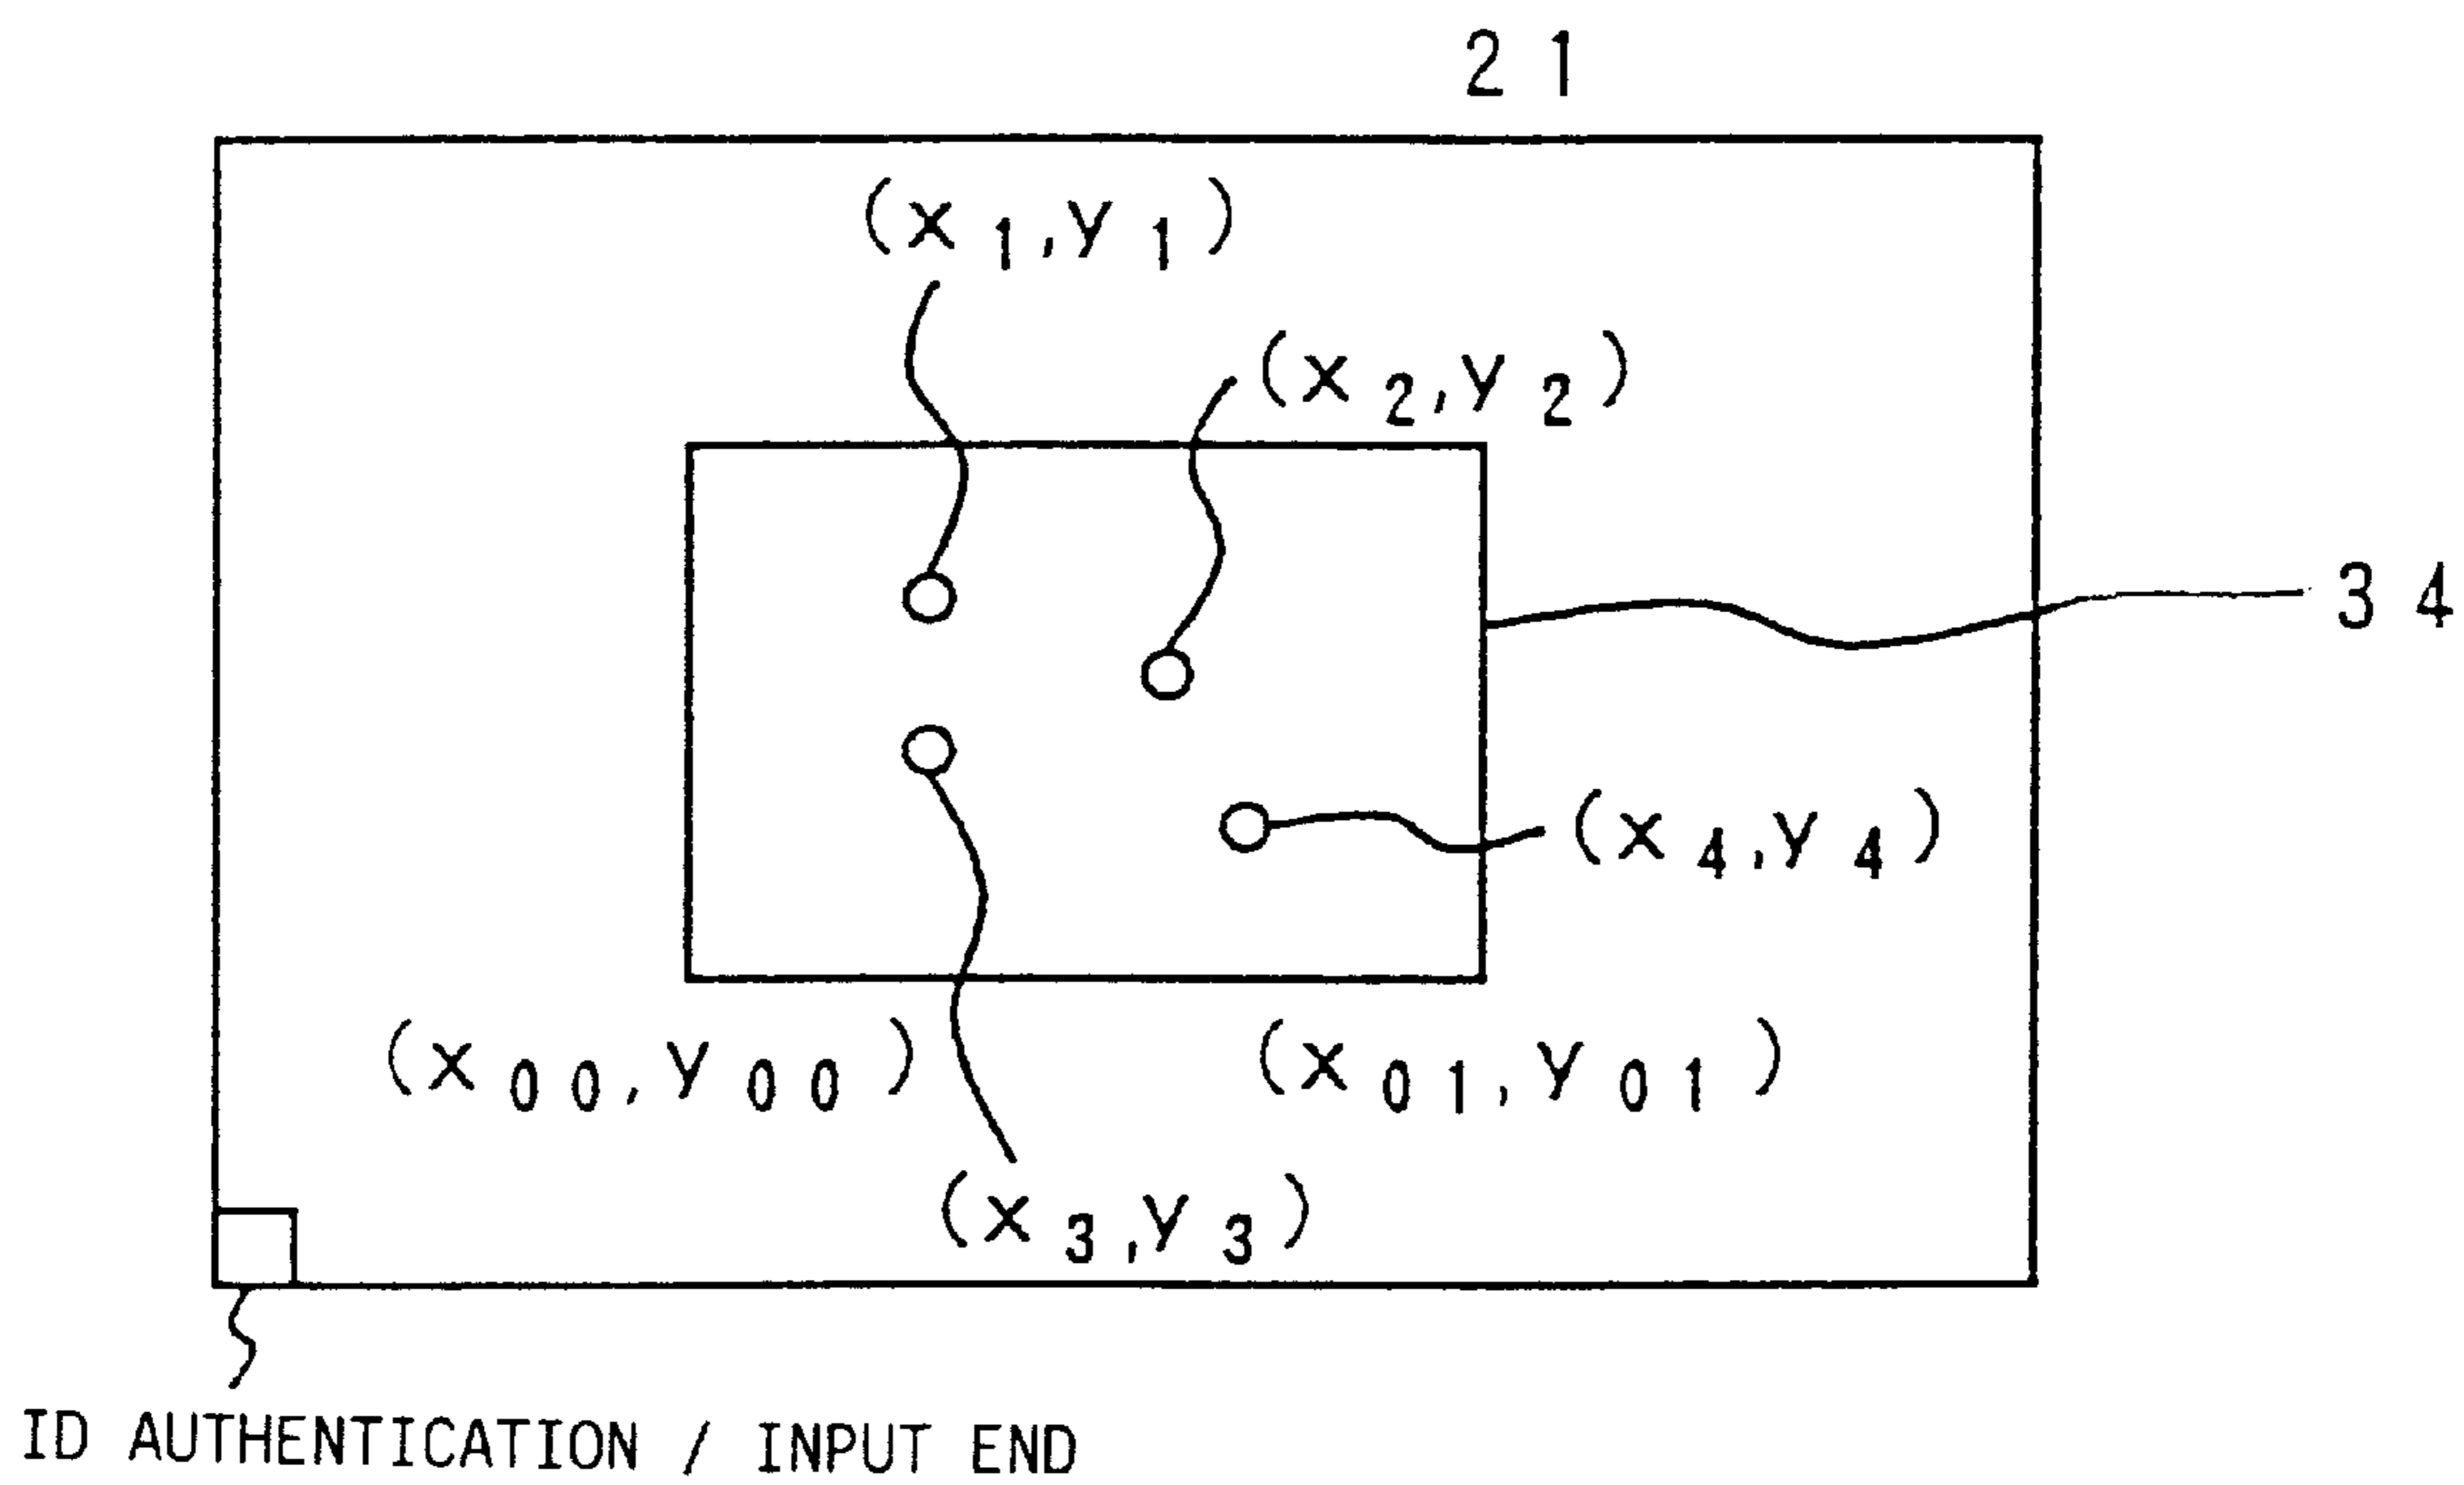 21
(x1,y1)
(x2,y2)
34
(x4,y4)
(x00,y00) (x01,y01)
(x3,y3)
ID AUTHENTICATION / INPUT END